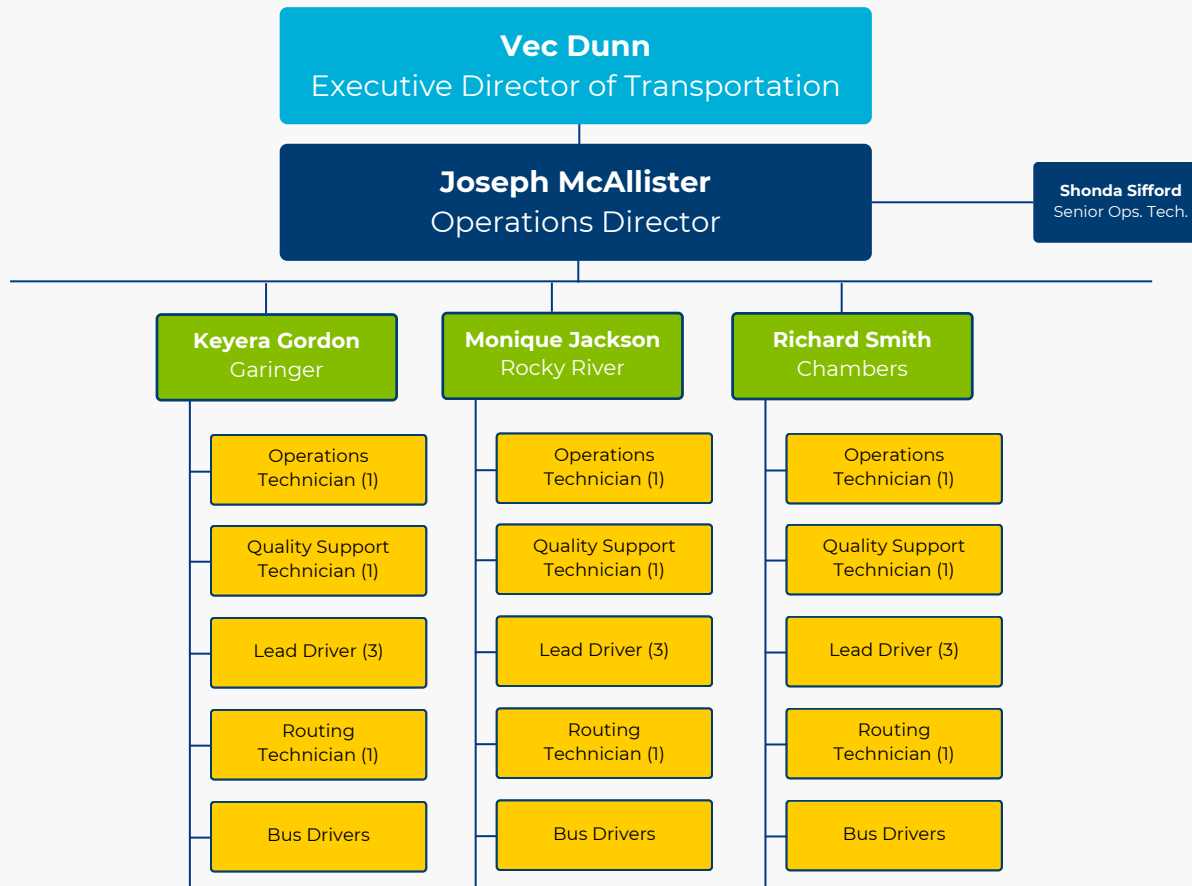 Vec Dunn
Executive Director of Transportation
Joseph McAllister
Operations Director
Shonda Sifford
Senior Ops. Tech.
Keyera Gordon
Garinger
Monique Jackson
Rocky River
Richard Smith
Chambers
Operations
Technician (1)
Quality Support
Technician (1)
Lead Driver (3)
Routing
Technician (1)
Bus Drivers
Operations
Technician (1)
Quality Support
Technician (1)
Lead Driver (3)
Routing
Technician (1)
Bus Drivers
Operations
Technician (1)
Quality Support
Technician (1)
Lead Driver (3)
Routing
Technician (1)
Bus Drivers